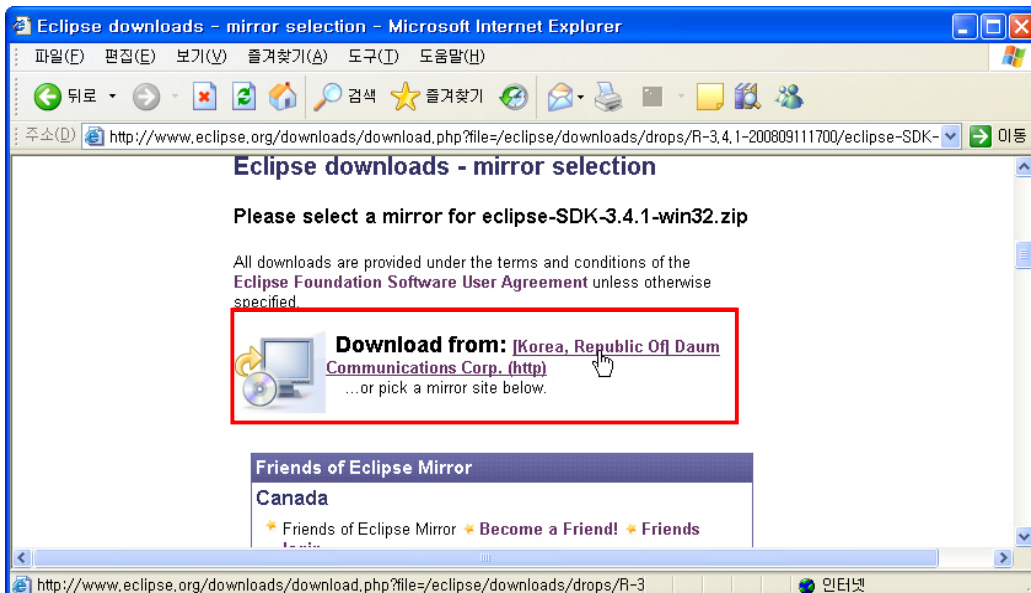 Eclipse downloads - mirror selection - Microsoft Internet Explorer
파일(F) 편집(E) 보기(V) 즐겨찾기(A) 도구(T) 도움말(H)
뒤로 검색 즐겨찾기
주소(D) http://www.eclipse.org/downloads/download.php?file=/eclipse/downloads/drops/R-3.4.1-200809111700/eclipse-SDK- 이동
Eclipse downloads - mirror selection
Please select a mirror for eclipse-SDK-3.4.1-win32.zip
All downloads are provided under the terms and conditions of the
Eclipse Foundation Software User Agreement unless otherwise
specified.
Download from: [Korea, Republic Of] Daum
Communications Corp. (http)
...or pick a mirror site below.
Friends of Eclipse Mirror
Canada
Friends of Eclipse Mirror Become a Friend! Friends
http://www.eclipse.org/downloads/download.php?file=/eclipse/downloads/drops/R-3 인터넷